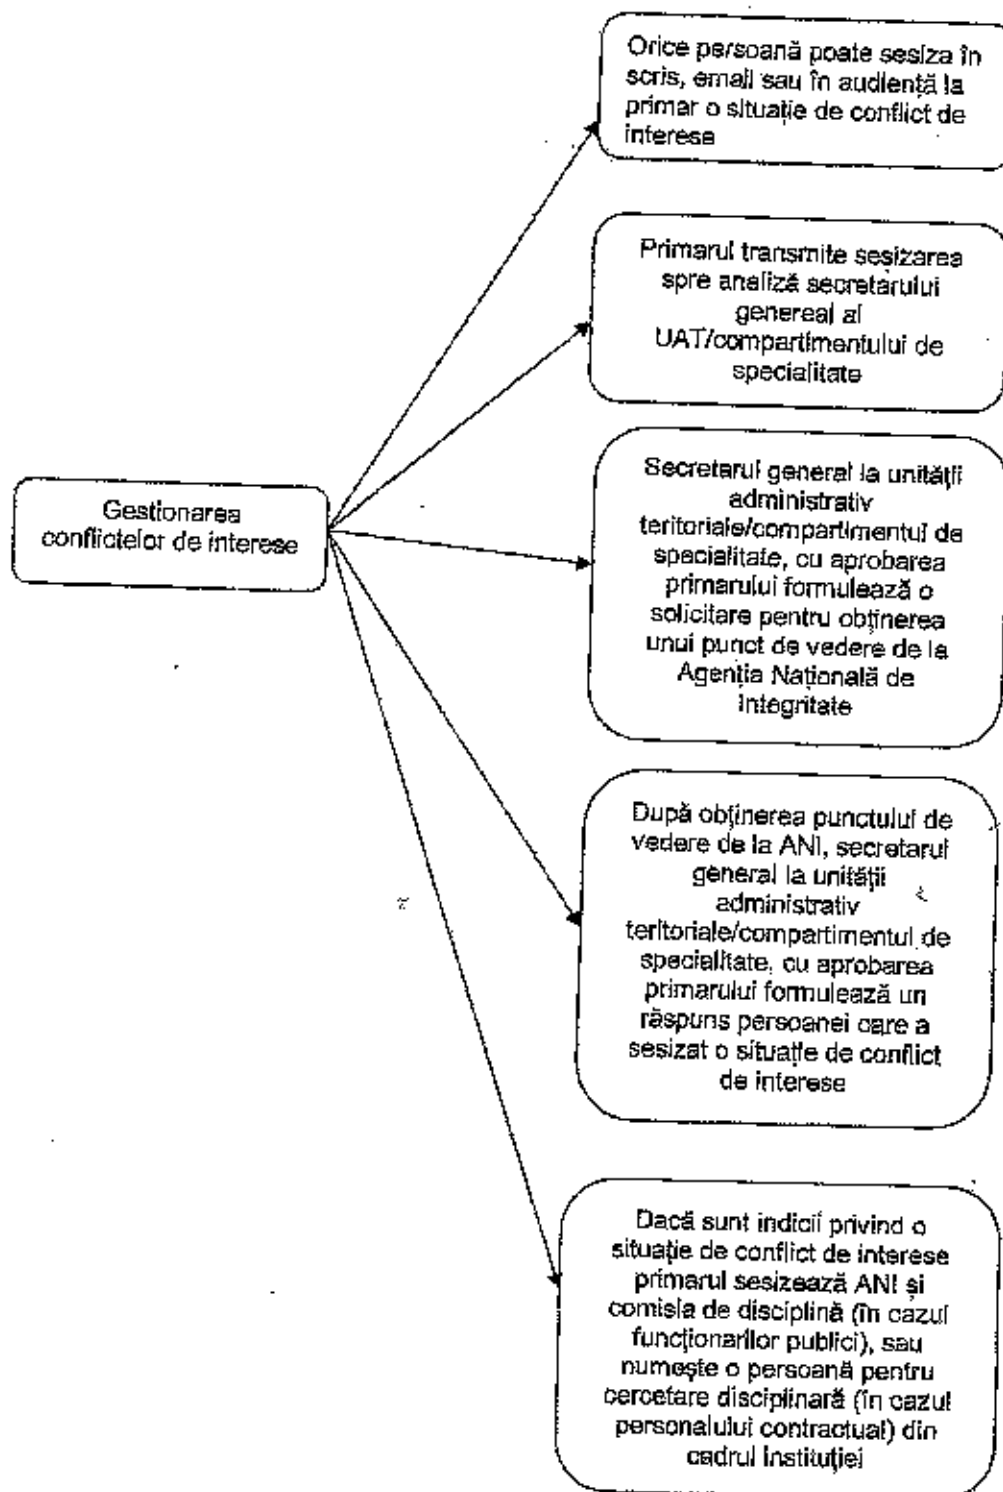 Orice persoană poate sesiza în
scris, email sau în audiență la
primar o situație de conflict de
interese
Primarul transmite sesizarea
spre analiză secretarului
genereal al
UAT/compartimentului de
specialitate
Gestionarea
conflictelor de interese
Secretarul general la unității
administrativ
teritoriale/compartimentul de
specialitate, cu aprobarea
primarului formulează o
solicitare pentru obținerea
unui punct de vedere de la
Agenția Națională de
Integritate
După obținerea punctului de
vedere de la ANI, secretarul
general la unității
administrativ
teritoriale/compartimentul de
specialitate, cu aprobarea
primarului formulează un
răspuns persoanei care a
sesizat o situație de conflict
de interese
Dacă sunt indicii privind o
situație de conflict de interese
primarul sesizează ANI și
comisia de disciplină (în cazul
funcționarilor publici), sau
numește o persoană pentru
cercetare disciplinară (în cazul
personalului contractual) din
cadrul instituției